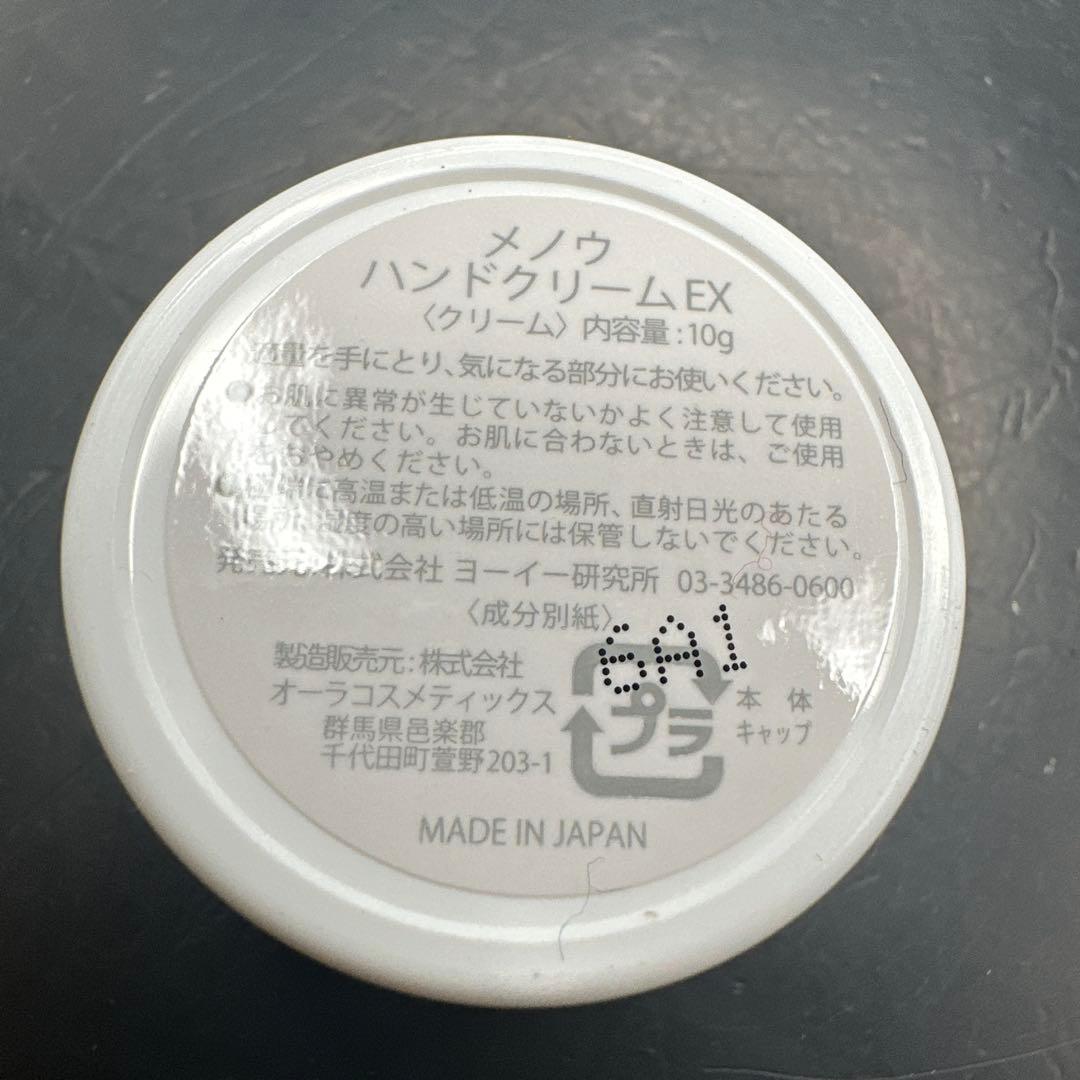 メノウ
ハンドクリームEX
〈クリーム〉内容量:10g
適量を手にとり、気になる部分にお使いください。
●お肌に異常が生じていないかよく注意して使用
してください。お肌に合わないときは、ご使用
をおやめください。
●極端に高温または低温の場所、直射日光のあたる
場所、湿度の高い場所には保管しないでください。
発売元:株式会社 ヨーイー研究所 03-3486-0600
〈成分別紙〉
6A1
製造販売元:株式会社
オーラコスメティックス
群馬県邑楽郡
千代田町萱野203-1
プラ
本体
キャップ
MADE IN JAPAN